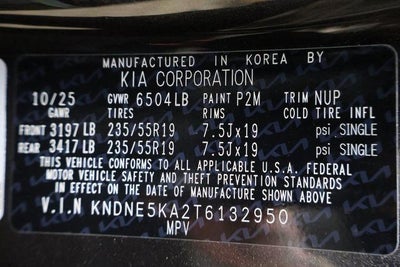 MANUFACTURED IN KOREA BY
KIA CORPORATION
10/25 GVWR 6504LB PAINT P2M TRIM NUP
GAWR TIRES RIMS COLD TIRE INFL
FRONT 3197 LB 235/55R19 7.5Jx19 psi SINGLE
REAR 3417 LB 235/55R19 7.5Jx19 psi SINGLE
THIS VEHICLE CONFORMS TO ALL APPLICABLE U.S.A. FEDERAL
MOTOR VEHICLE SAFETY AND THEFT PREVENTION STANDARDS
IN EFFECT ON THE DATE OF MANUFACTURE SHOWN ABOVE
V.I.N KNDNE5KA2T6132950
MPV